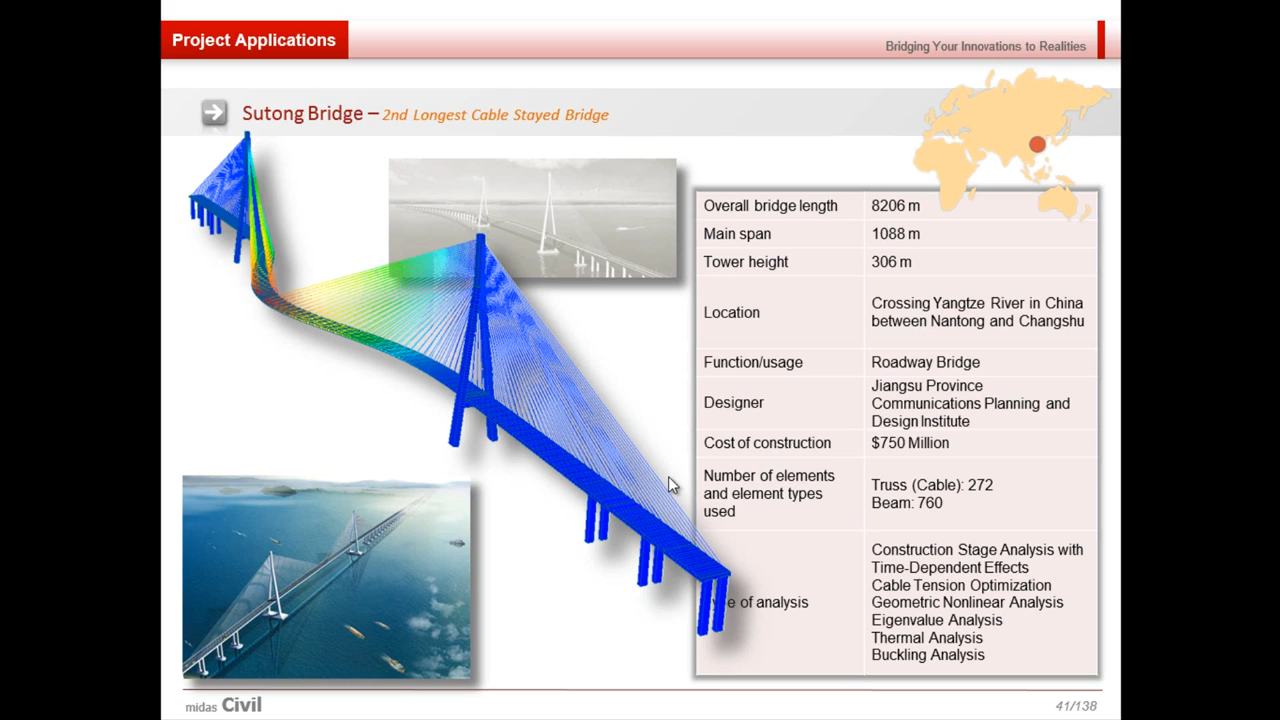 Project Applications
Bridging Your Innovations to Realities
Sutong Bridge – 2nd Longest Cable Stayed Bridge
Overall bridge length 8206 m
Main span 1088 m
Tower height 306 m
Location Crossing Yangtze River in China
between Nantong and Changshu
Function/usage Roadway Bridge
Designer Jiangsu Province
Communications Planning and
Design Institute
Cost of construction $750 Million
Number of elements
and element types
used
Truss (Cable): 272
Beam: 760
of analysis
Construction Stage Analysis with
Time-Dependent Effects
Cable Tension Optimization
Geometric Nonlinear Analysis
Eigenvalue Analysis
Thermal Analysis
Buckling Analysis
midas Civil
41/138